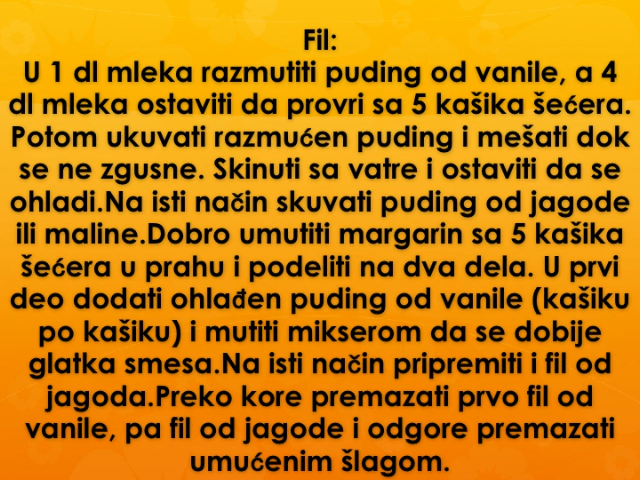 Fil:
U 1 dl mleka razmutiti puding od vanile, a 4
dl mleka ostaviti da provri sa 5 kašika šećera.
Potom ukuvati razmućen puding i mešati dok
se ne zgusne. Skinuti sa vatre i ostaviti da se
ohladi.Na isti način skuvati puding od jagode
ili maline.Dobro umutiti margarin sa 5 kašika
šećera u prahu i podeliti na dva dela. U prvi
deo dodati ohlađen puding od vanile (kašiku
po kašiku) i mutiti mikserom da se dobije
glatka smesa.Na isti način pripremiti i fil od
jagoda.Preko kore premazati prvo fil od
vanile, pa fil od jagode i odgore premazati
umućenim šlagom.